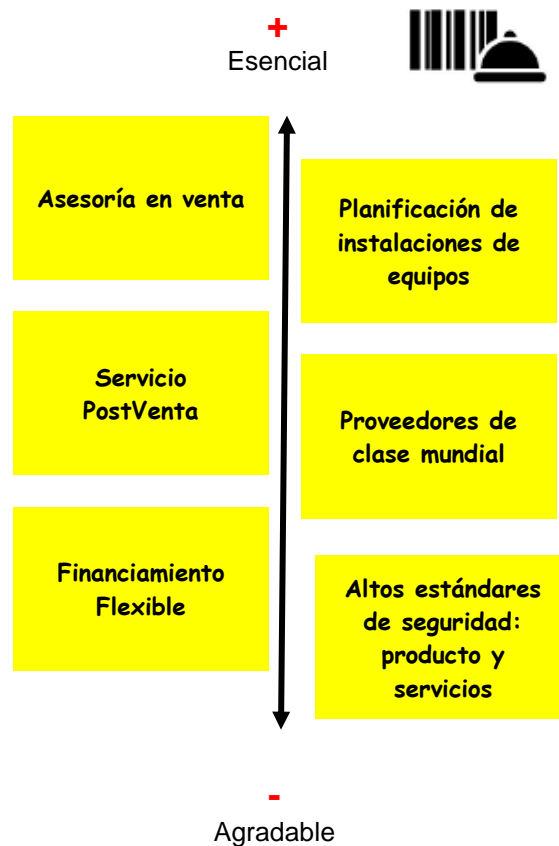 +
Esencial
Asesoría en venta
Planificación de
instalaciones de
equipos
Servicio
PostVenta
Proveedores de
clase mundial
Financiamiento
Flexible
Altos estándares
de seguridad:
producto y
servicios
-
Agradable